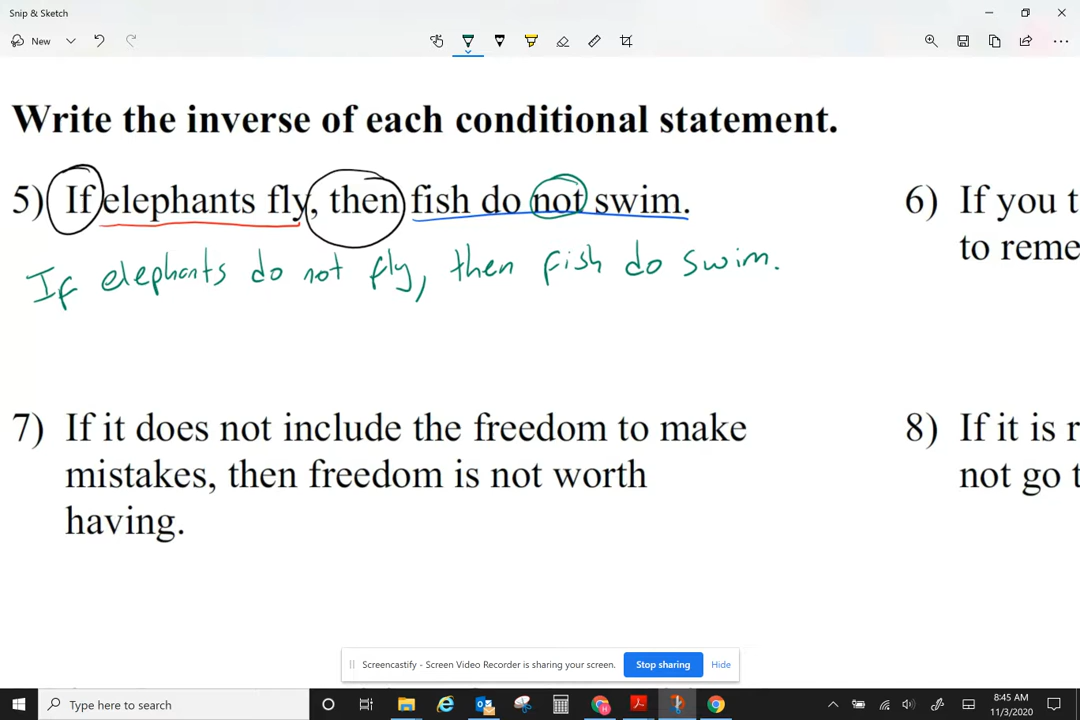 Snip & Sketch
New
Write the inverse of each conditional statement.
5) If elephants fly, then fish do not swim.
If elephants do not fly, then fish do swim.
6) If you t
to reme
7) If it does not include the freedom to make
mistakes, then freedom is not worth
having.
8) If it is r
not go t
Screencastify - Screen Video Recorder is sharing your screen.
Stop sharing
Hide
Type here to search
8:45 AM
11/3/2020